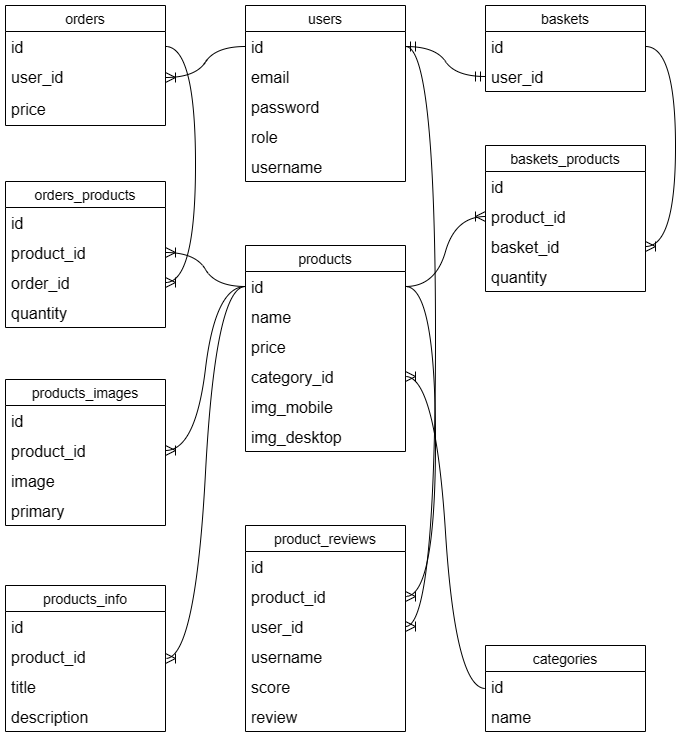 orders
id
user_id
price
users
id
email
password
role
username
baskets
id
user_id
orders_products
id
product_id
order_id
quantity
products
id
name
price
category_id
img_mobile
img_desktop
baskets_products
id
product_id
basket_id
quantity
products_images
id
product_id
image
primary
product_reviews
id
product_id
user_id
username
score
review
products_info
id
product_id
title
description
categories
id
name